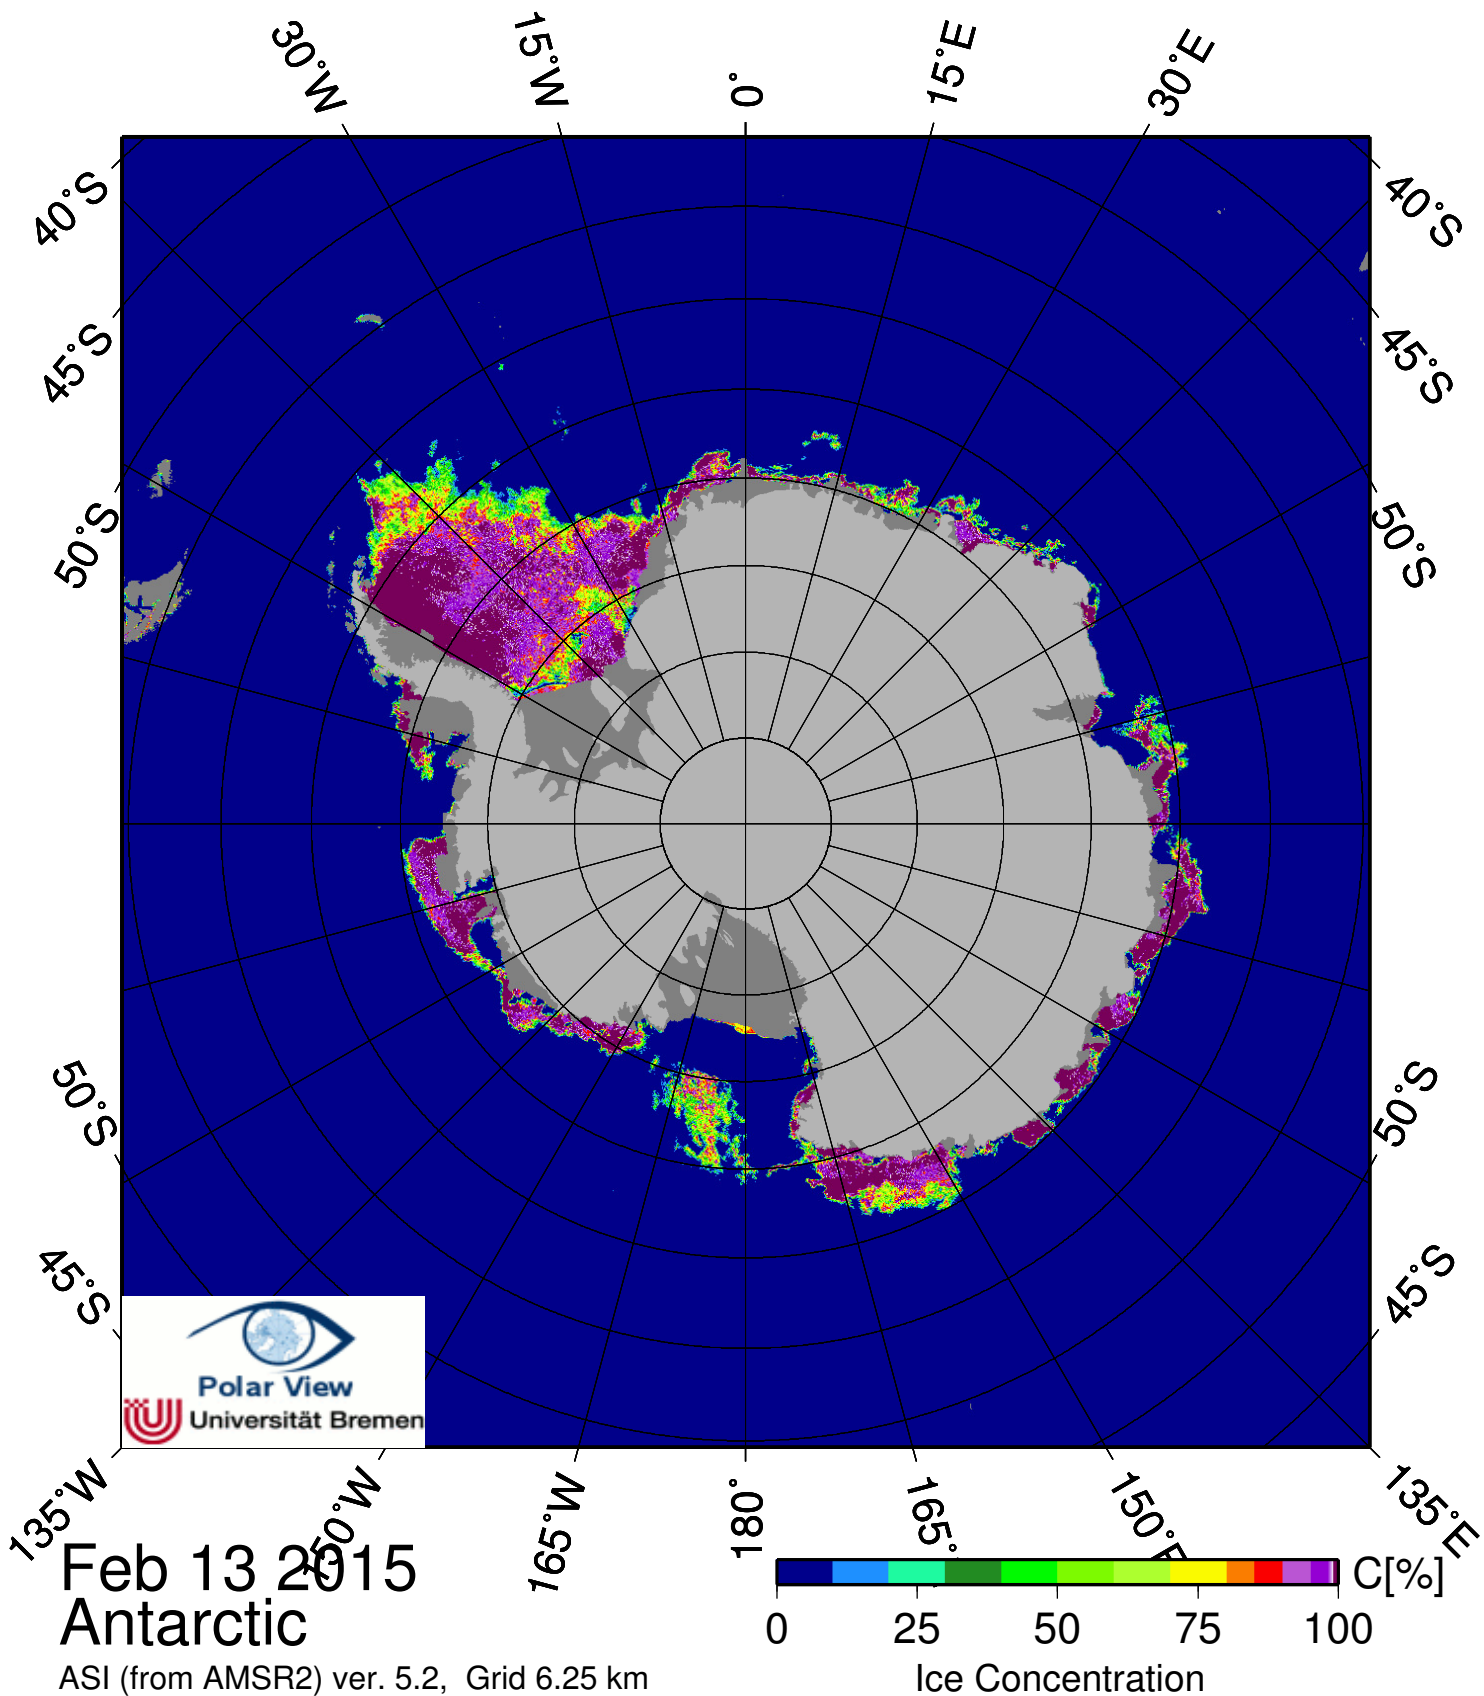 30°W
15°W
0°
15°E
30°E
40°S
40°S
45°S
45°S
50°S
50°S
50°S
50°S
45°S
45°S
Polar View
Universität Bremen
135°W
150°W
165°W
180°
165°
150°E
135°E
Feb 13 2015
Antarctic
ASI (from AMSR2) ver. 5.2, Grid 6.25 km
C[%]
0 25 50 75 100
Ice Concentration